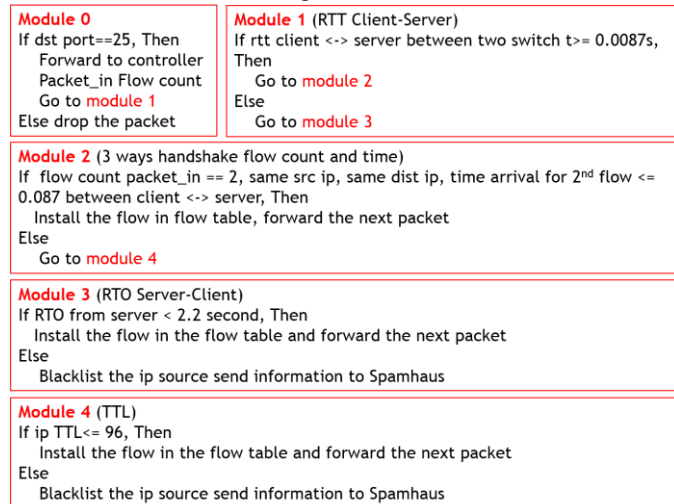 Module 0
If dst port==25, Then
Forward to controller
Packet_in Flow count
Go to module 1
Else drop the packet
Module 1 (RTT Client-Server)
If rtt client <-> server between two switch t>= 0.0087s,
Then
Go to module 2
Else
Go to module 3
Module 2 (3 ways handshake flow count and time)
If flow count packet_in == 2, same src ip, same dist ip, time arrival for 2nd flow <=
0.087 between client <-> server, Then
Install the flow in flow table, forward the next packet
Else
Go to module 4
Module 3 (RTO Server-Client)
If RTO from server < 2.2 second, Then
Install the flow in the flow table and forward the next packet
Else
Blacklist the ip source send information to Spamhaus
Module 4 (TTL)
If ip TTL<= 96, Then
Install the flow in the flow table and forward the next packet
Else
Blacklist the ip source send information to Spamhaus